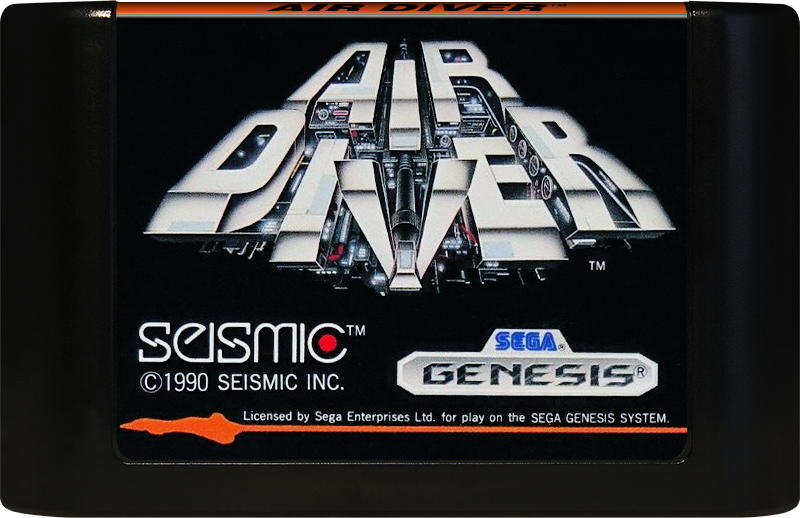 AIR DIVER™
AIR
DIVER
TM
SEISMIC™
©1990 SEISMIC INC.
SEGA®
GENESIS®
Licensed by Sega Enterprises Ltd. for play on the SEGA GENESIS SYSTEM.